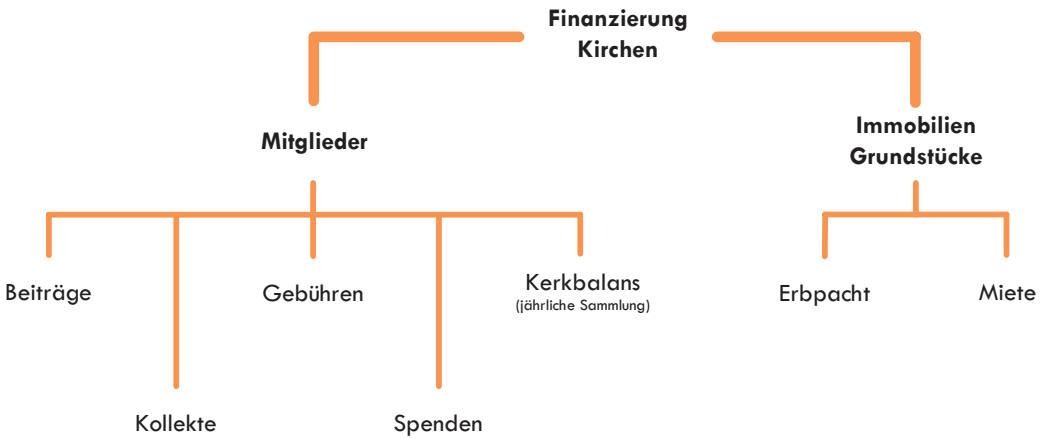 Finanzierung
Kirchen
Mitglieder
Immobilien
Grundstücke
Beiträge
Gebühren
Kerkbalans
(jährliche Sammlung)
Erbpacht
Miete
Kollekte
Spenden